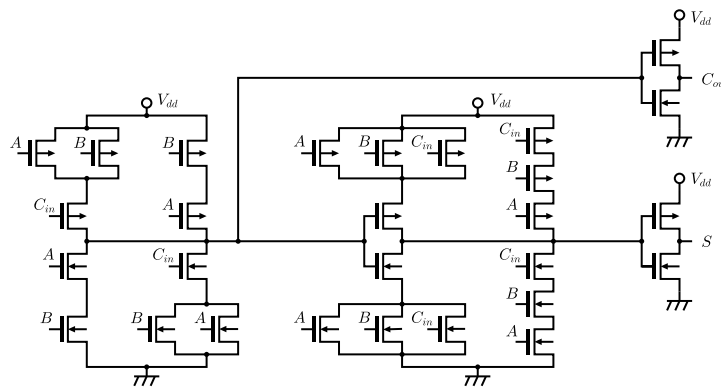 V_dd
C_ou
V_dd V_dd
A B B A B C_in C_in
B
V_dd
C_in A A
S
A C_in C_in
B
B B A A B C_in A